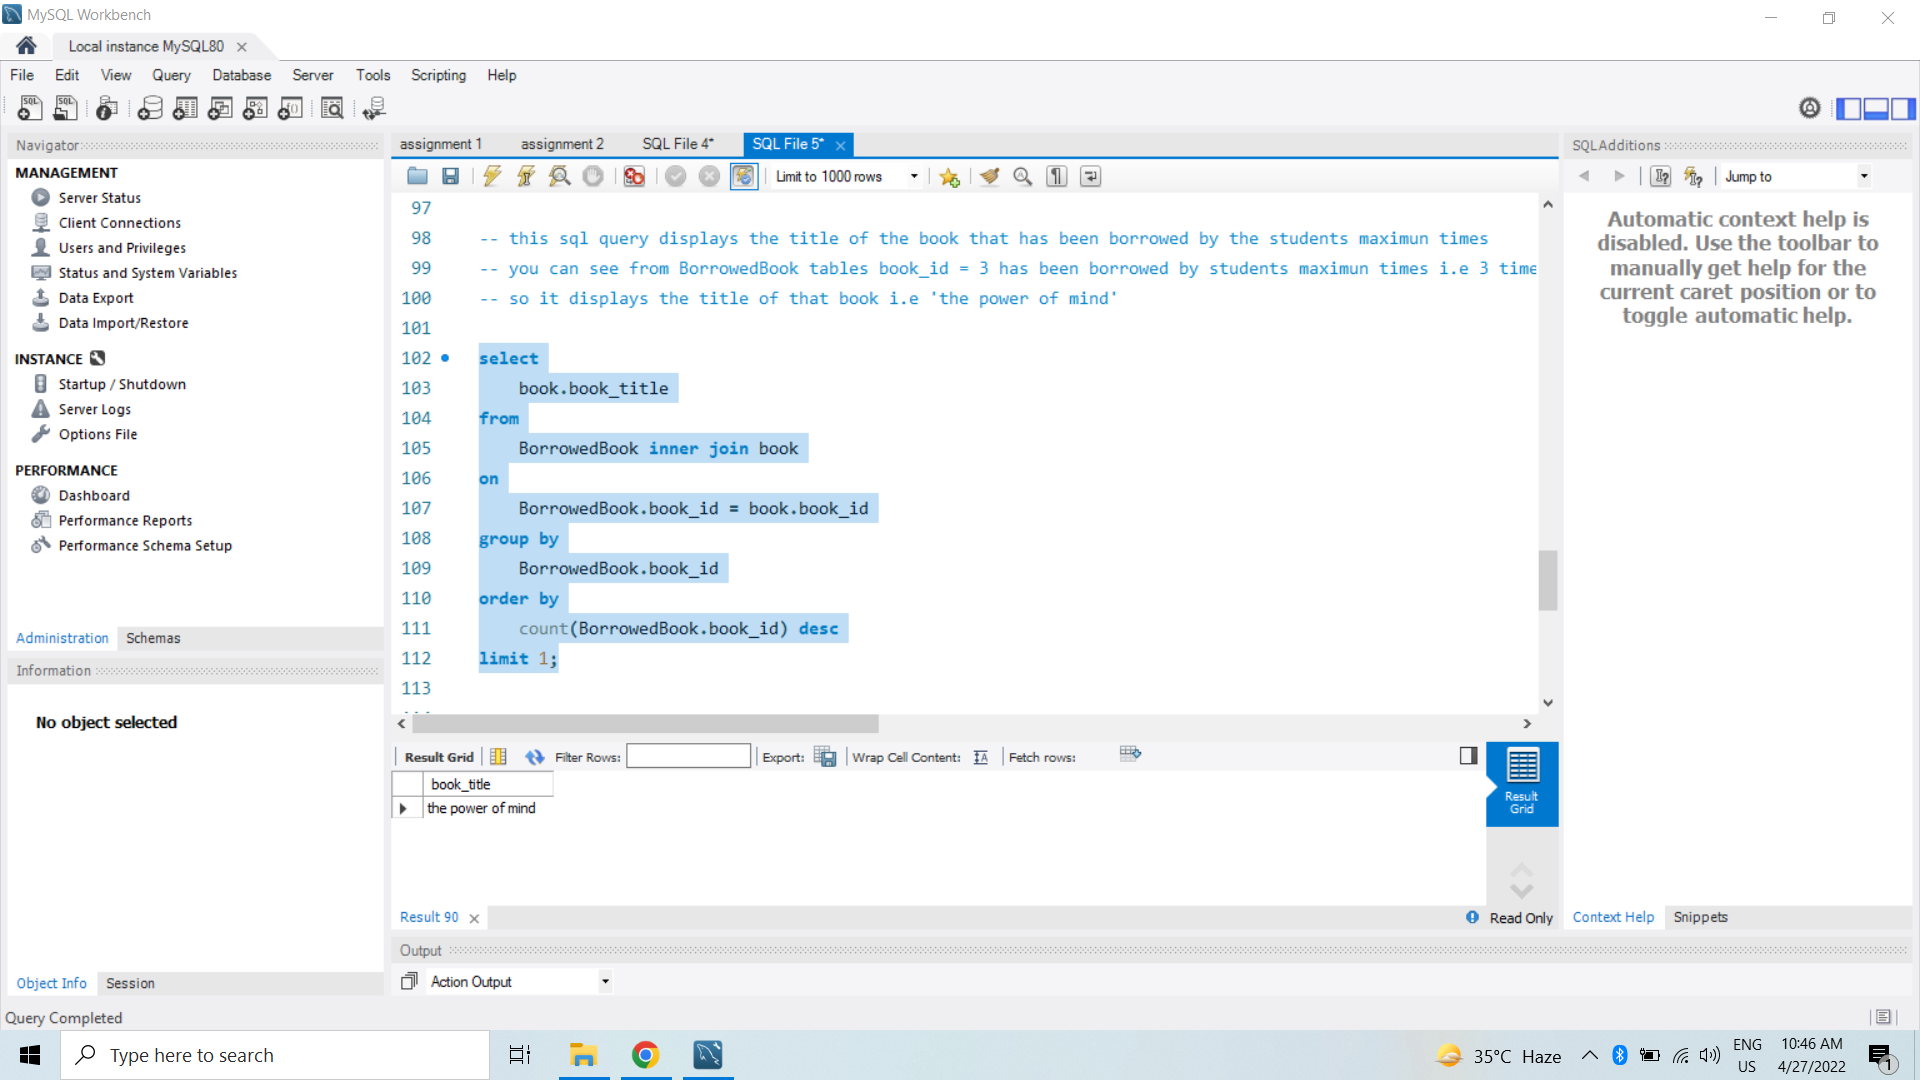 MySQL Workbench
Local instance MySQL80
File Edit View Query Database Server Tools Scripting Help
Navigator
MANAGEMENT
Server Status
Client Connections
Users and Privileges
Status and System Variables
Data Export
Data Import/Restore
INSTANCE
Startup / Shutdown
Server Logs
Options File
PERFORMANCE
Dashboard
Performance Reports
Performance Schema Setup
Administration Schemas
Information
No object selected
Object Info Session
Query Completed
assignment 1 assignment 2 SQL File 4* SQL File 5*
Limit to 1000 rows
97
98 -- this sql query displays the title of the book that has been borrowed by the students maximun times
99 -- you can see from BorrowedBook tables book_id = 3 has been borrowed by students maximun times i.e 3 time
100 -- so it displays the title of that book i.e 'the power of mind'
101
102 select
103 book.book_title
104 from
105 BorrowedBook inner join book
106 on
107 BorrowedBook.book_id = book.book_id
108 group by
109 BorrowedBook.book_id
110 order by
111 count(BorrowedBook.book_id) desc
112 limit 1;
113
Result Grid Filter Rows: Export: Wrap Cell Content: Fetch rows:
book_title
the power of mind
Result Grid
Result 90
Read Only
Output
Action Output
SQLAdditions
Jump to
Automatic context help is
disabled. Use the toolbar to
manually get help for the
current caret position or to
toggle automatic help.
Context Help Snippets
Type here to search
35°C Haze
ENG
US
10:46 AM
4/27/2022
1